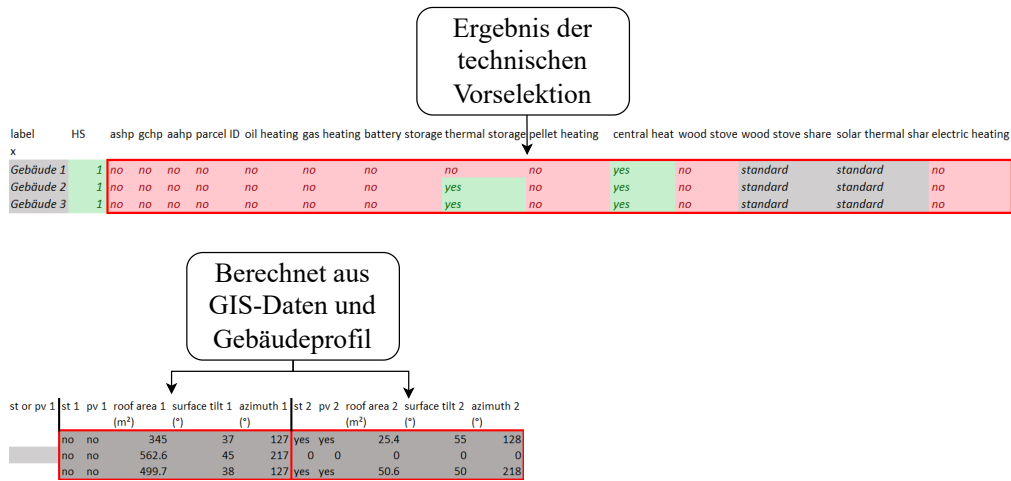 Ergebnis der
technischen
Vorselektion
label HS ashp gchp aahp parcel ID oil heating gas heating battery storage thermal storage pellet heating central heat wood stove wood stove share solar thermal shar electric heating
x
Gebäude 1 1 no no no no no no no no no yes no standard standard no
Gebäude 2 1 no no no no no no no yes no yes no standard standard no
Gebäude 3 1 no no no no no no no yes no yes no standard standard no
Berechnet aus
GIS-Daten und
Gebäudeprofil
st or pv 1 st 1 pv 1 roof area 1 surface tilt 1 azimuth 1 st 2 pv 2 roof area 2 surface tilt 2 azimuth 2
(m²) (°) (°) (m²) (°) (°)
no no 345 37 127 yes yes 25.4 55 128
562.6 45 217 0 0 0 0 0
no no 499.7 38 127 yes yes 50.6 50 218